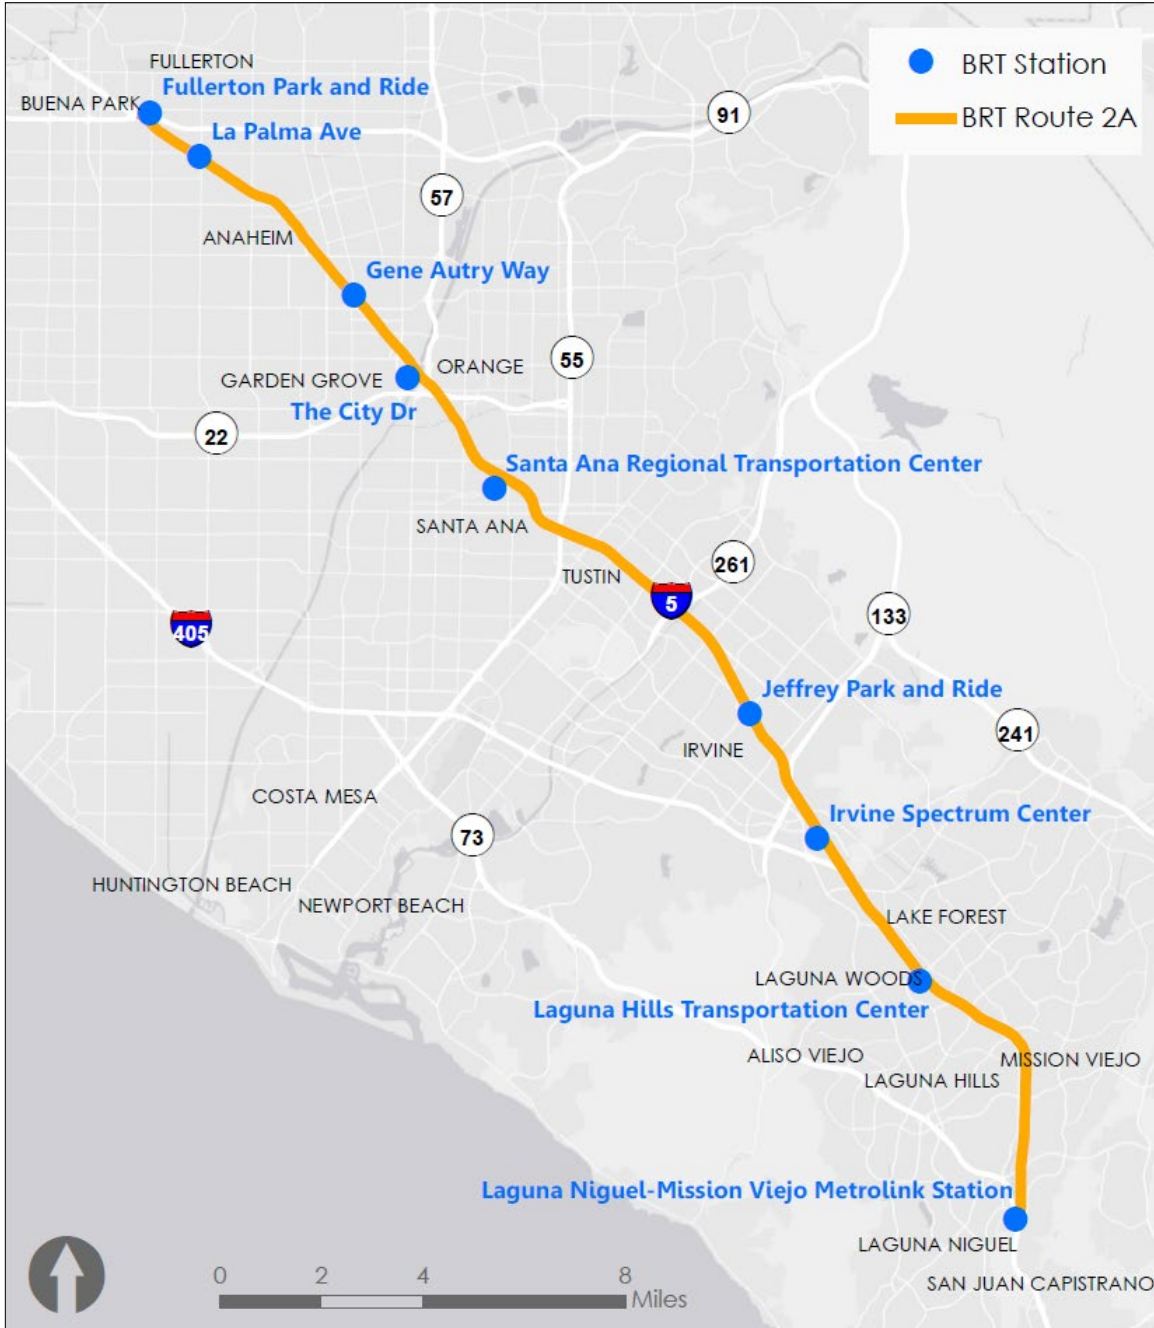 FULLERTON
Fullerton Park and Ride
BUENA PARK
La Palma Ave
BRT Station
BRT Route 2A
91
57
ANAHEIM
Gene Autry Way
ORANGE
55
GARDEN GROVE
The City Dr
22
Santa Ana Regional Transportation Center
SANTA ANA
261
TUSTIN
5
405
133
Jeffrey Park and Ride
241
IRVINE
COSTA MESA
Irvine Spectrum Center
73
HUNTINGTON BEACH
NEWPORT BEACH
LAKE FOREST
LAGUNA WOODS
Laguna Hills Transportation Center
ALISO VIEJO
MISSION VIEJO
LAGUNA HILLS
Laguna Niguel-Mission Viejo Metrolink Station
LAGUNA NIGUEL
SAN JUAN CAPISTRANO
0 2 4 8
Miles